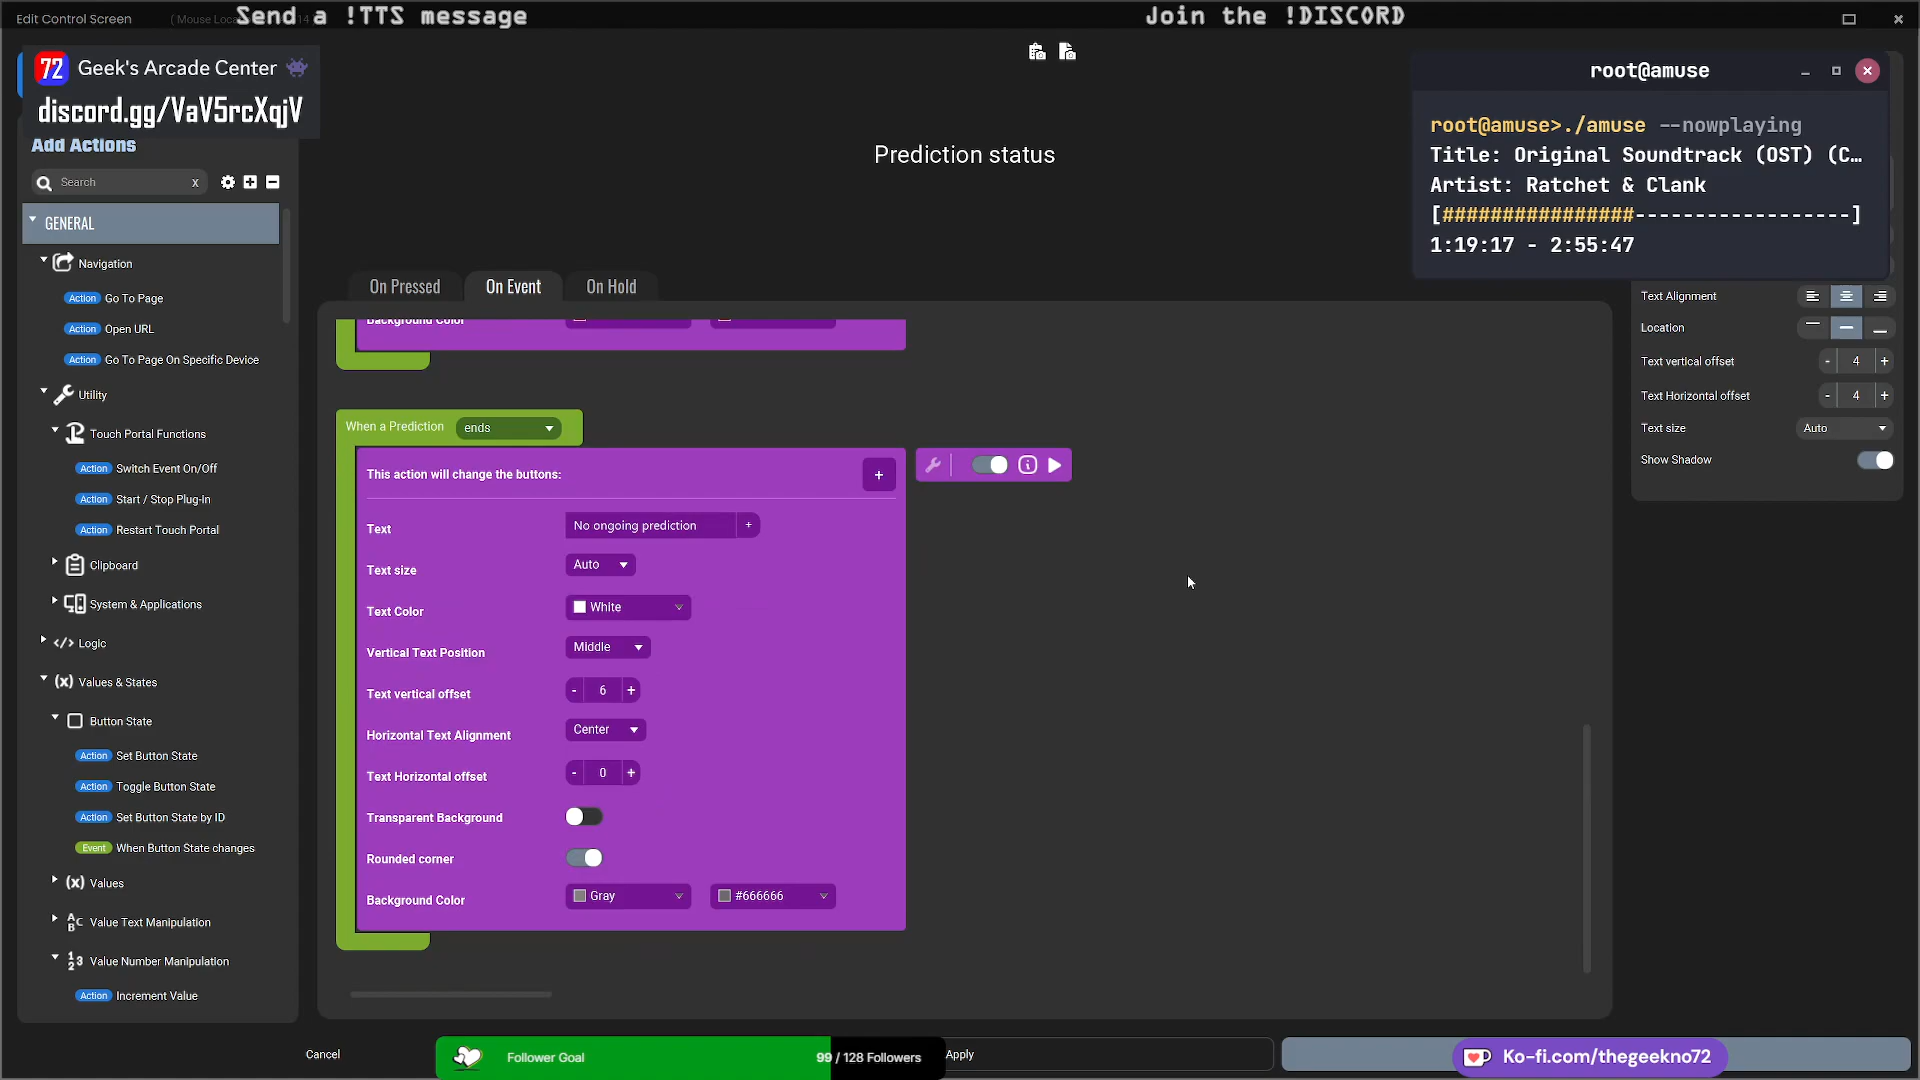 Edit Control Screen
( Mouse Loca
14
Send a !TTS message
Join the !DISCORD
72
Geek's Arcade Center
discord.gg/VaV5rcXqjV
root@amuse
root@amuse>./amuse --nowplaying
Title: Original Soundtrack (OST) (C…
Artist: Ratchet & Clank
[################------------------]
1:19:17 - 2:55:47
Add Actions
Search
x
Prediction status
GENERAL
Navigation
Action Go To Page
Action Open URL
Action Go To Page On Specific Device
Utility
Touch Portal Functions
Action Switch Event On/Off
Action Start / Stop Plug-In
Action Restart Touch Portal
Clipboard
System & Applications
Logic
Values & States
Button State
Action Set Button State
Action Toggle Button State
Action Set Button State by ID
Event When Button State changes
Values
Value Text Manipulation
Value Number Manipulation
Action Increment Value
On Pressed
On Event
On Hold
Background Color
When a Prediction ends
This action will change the buttons:
+
Text No ongoing prediction +
Text size Auto
Text Color White
Vertical Text Position Middle
Text vertical offset - 6 +
Horizontal Text Alignment Center
Text Horizontal offset - 0 +
Transparent Background
Rounded corner
Background Color Gray #666666
Text Alignment
Location
Text vertical offset - 4 +
Text Horizontal offset - 4 +
Text size Auto
Show Shadow
Cancel
Follower Goal 99 / 128 Followers
Apply
Ko-fi.com/thegeekno72